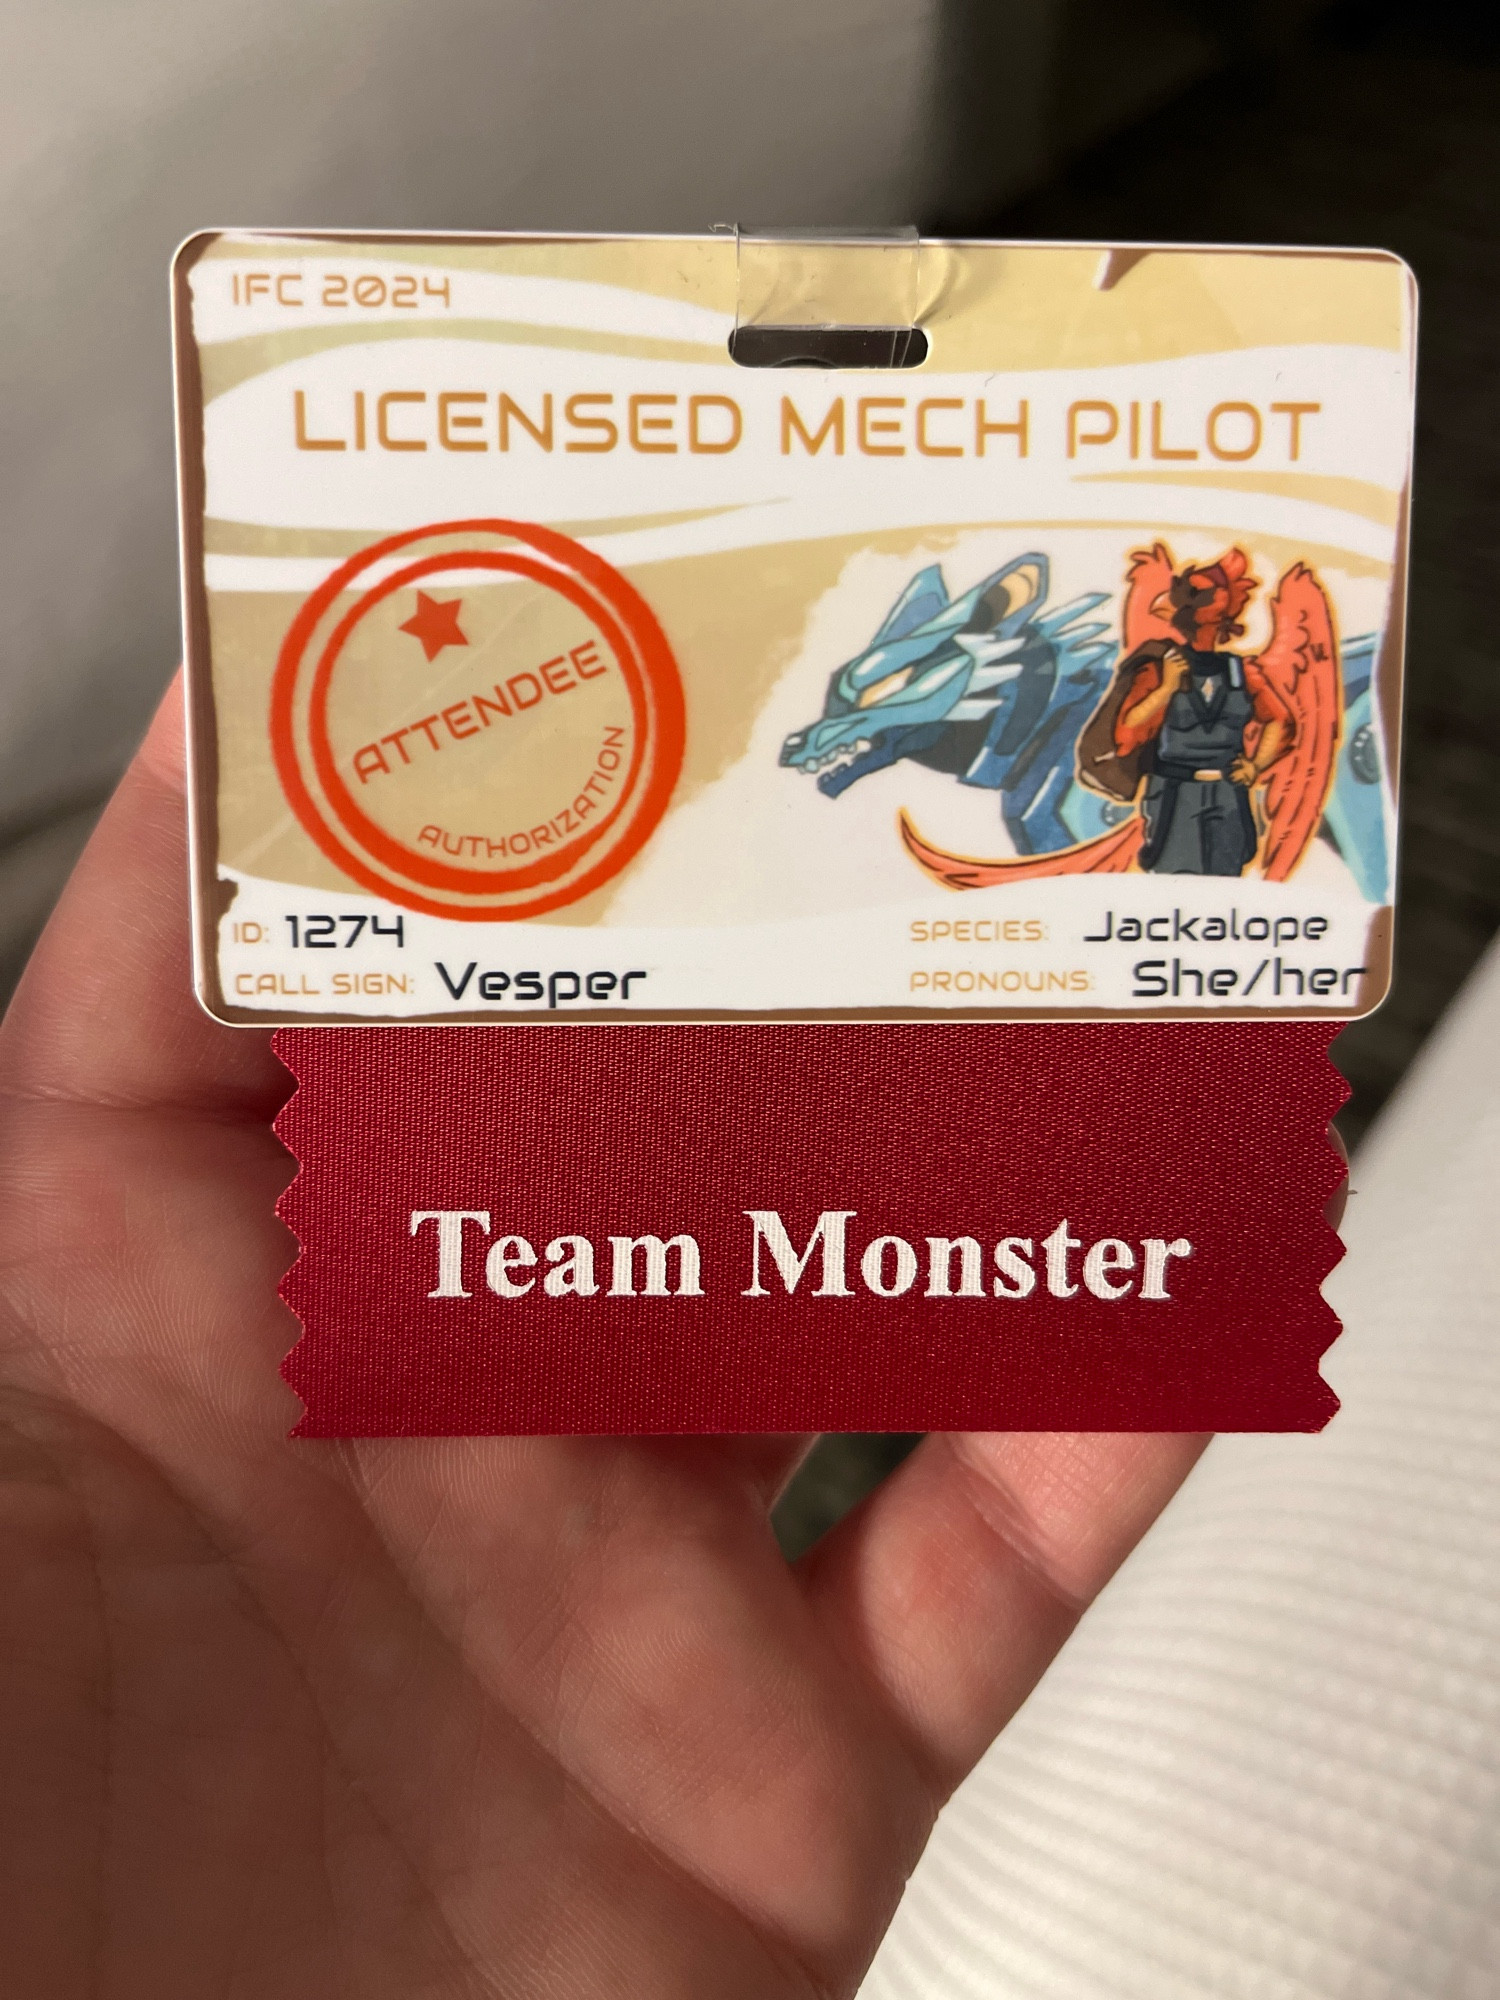 IFC 2024
LICENSED MECH PILOT
ATTENDEE
AUTHORIZATION
ID: 1274
CALL SIGN: Vesper
SPECIES: Jackalope
PRONOUNS: She/her
Team Monster